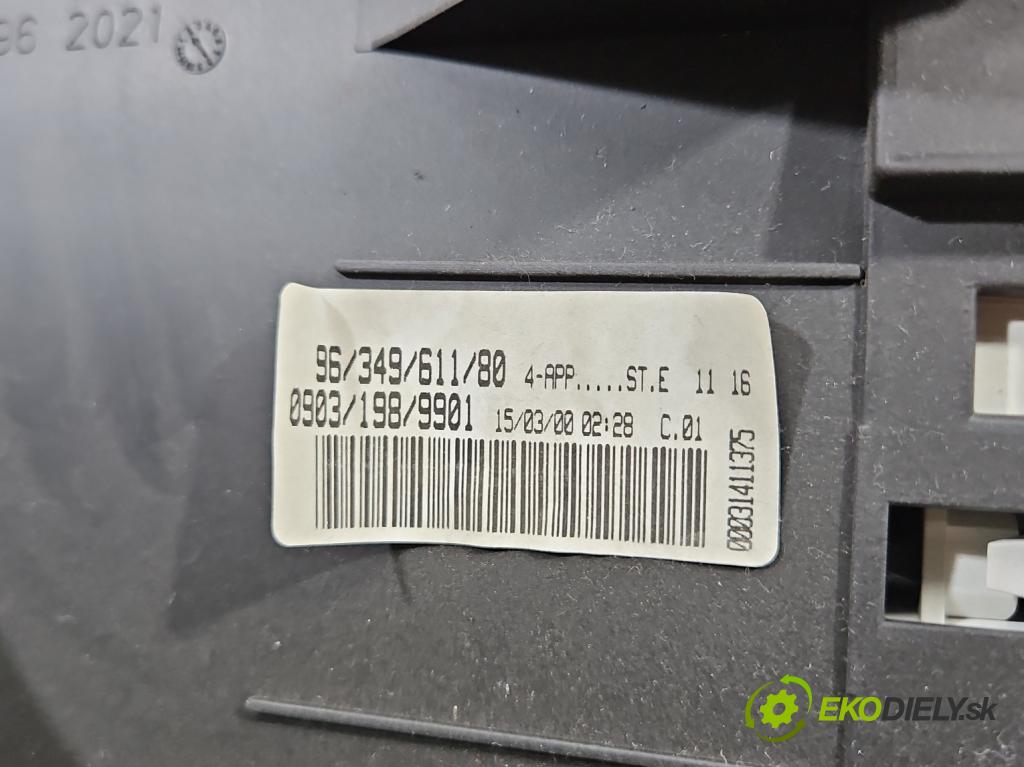 96 2021
96/349/611/80 4-APP.....ST.E 11 16
0903/198/9901 15/03/00 02:28 C.01
00031411375
EKODIELY.sk